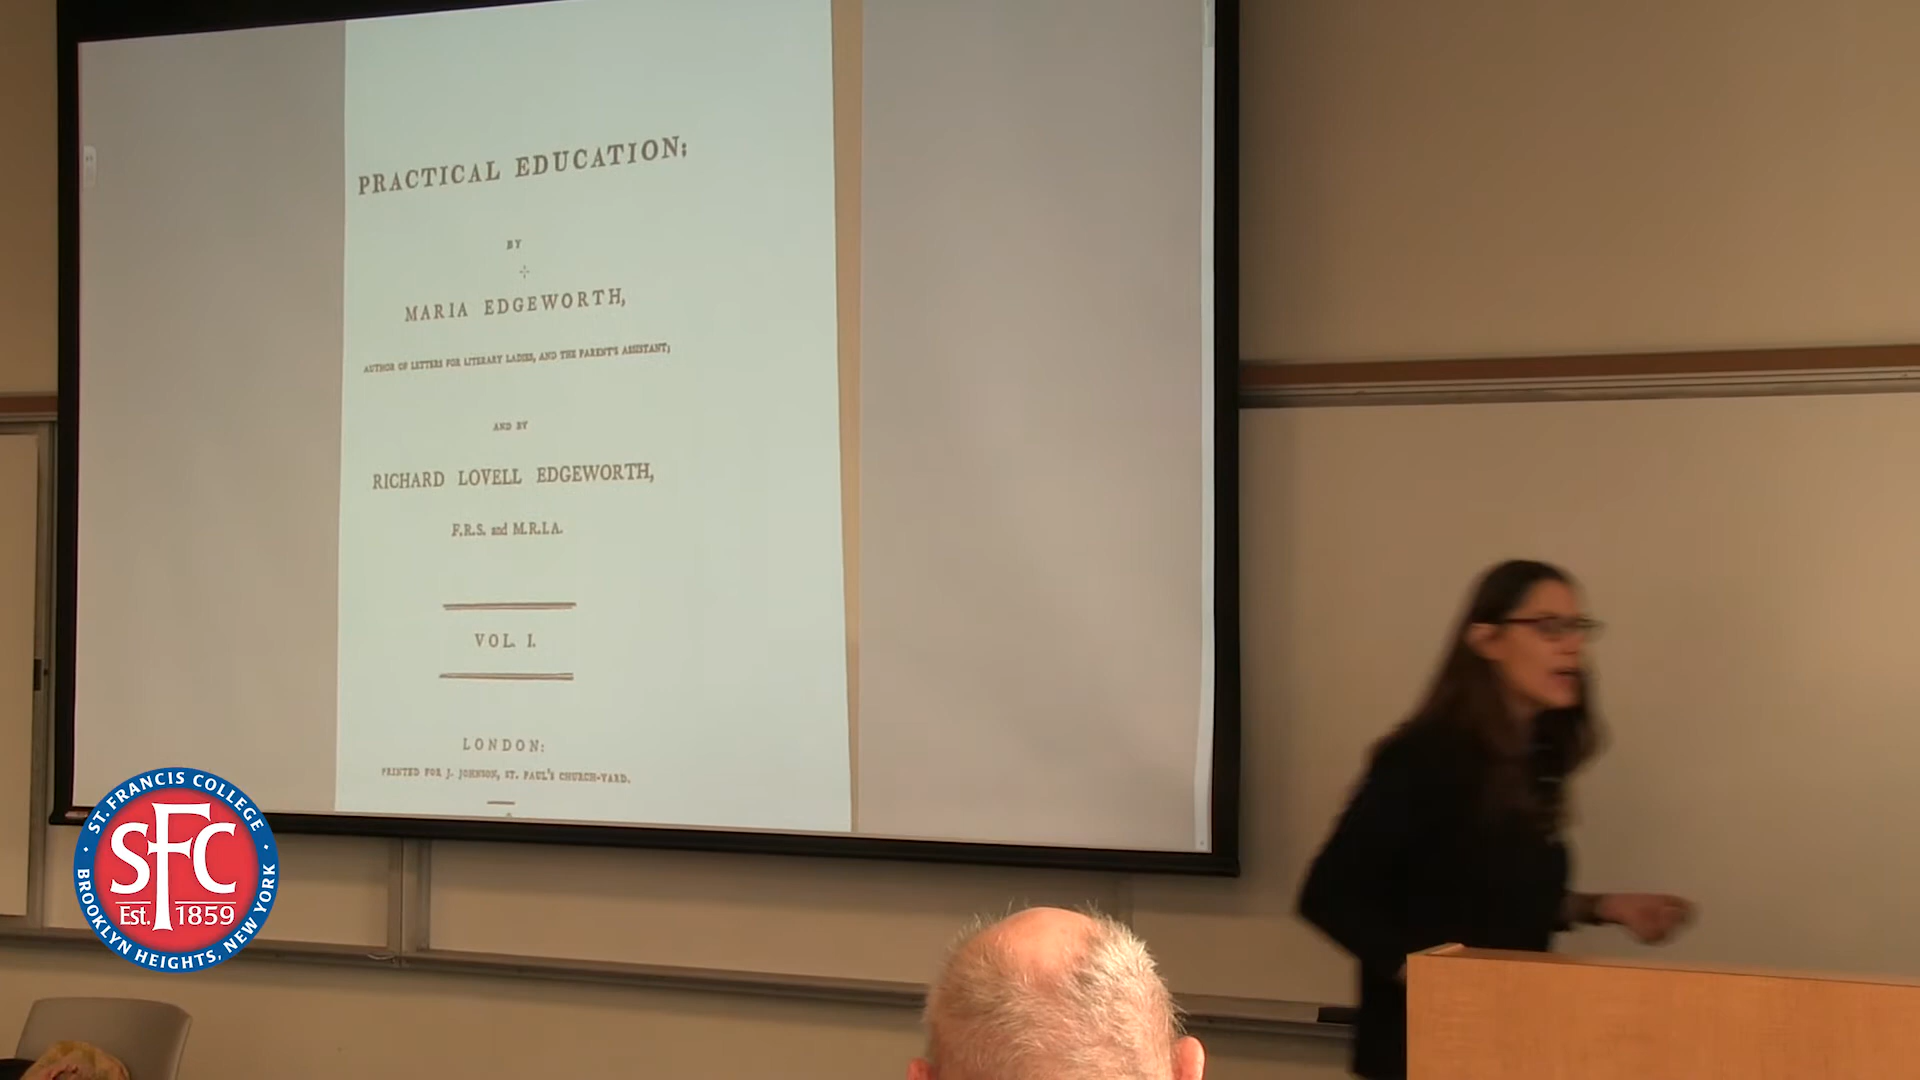 PRACTICAL EDUCATION;
BY
MARIA EDGEWORTH,
AUTHOR OF LETTERS FOR LITERARY LADIES, AND THE PARENT'S ASSISTANT;
AND BY
RICHARD LOVELL EDGEWORTH,
F.R.S. and M.R.I.A.
VOL. I.
LONDON:
PRINTED FOR J. JOHNSON, ST. PAUL'S CHURCH-YARD.
ST. FRANCIS COLLEGE
SFC
Est. 1859
BROOKLYN HEIGHTS, NEW YORK